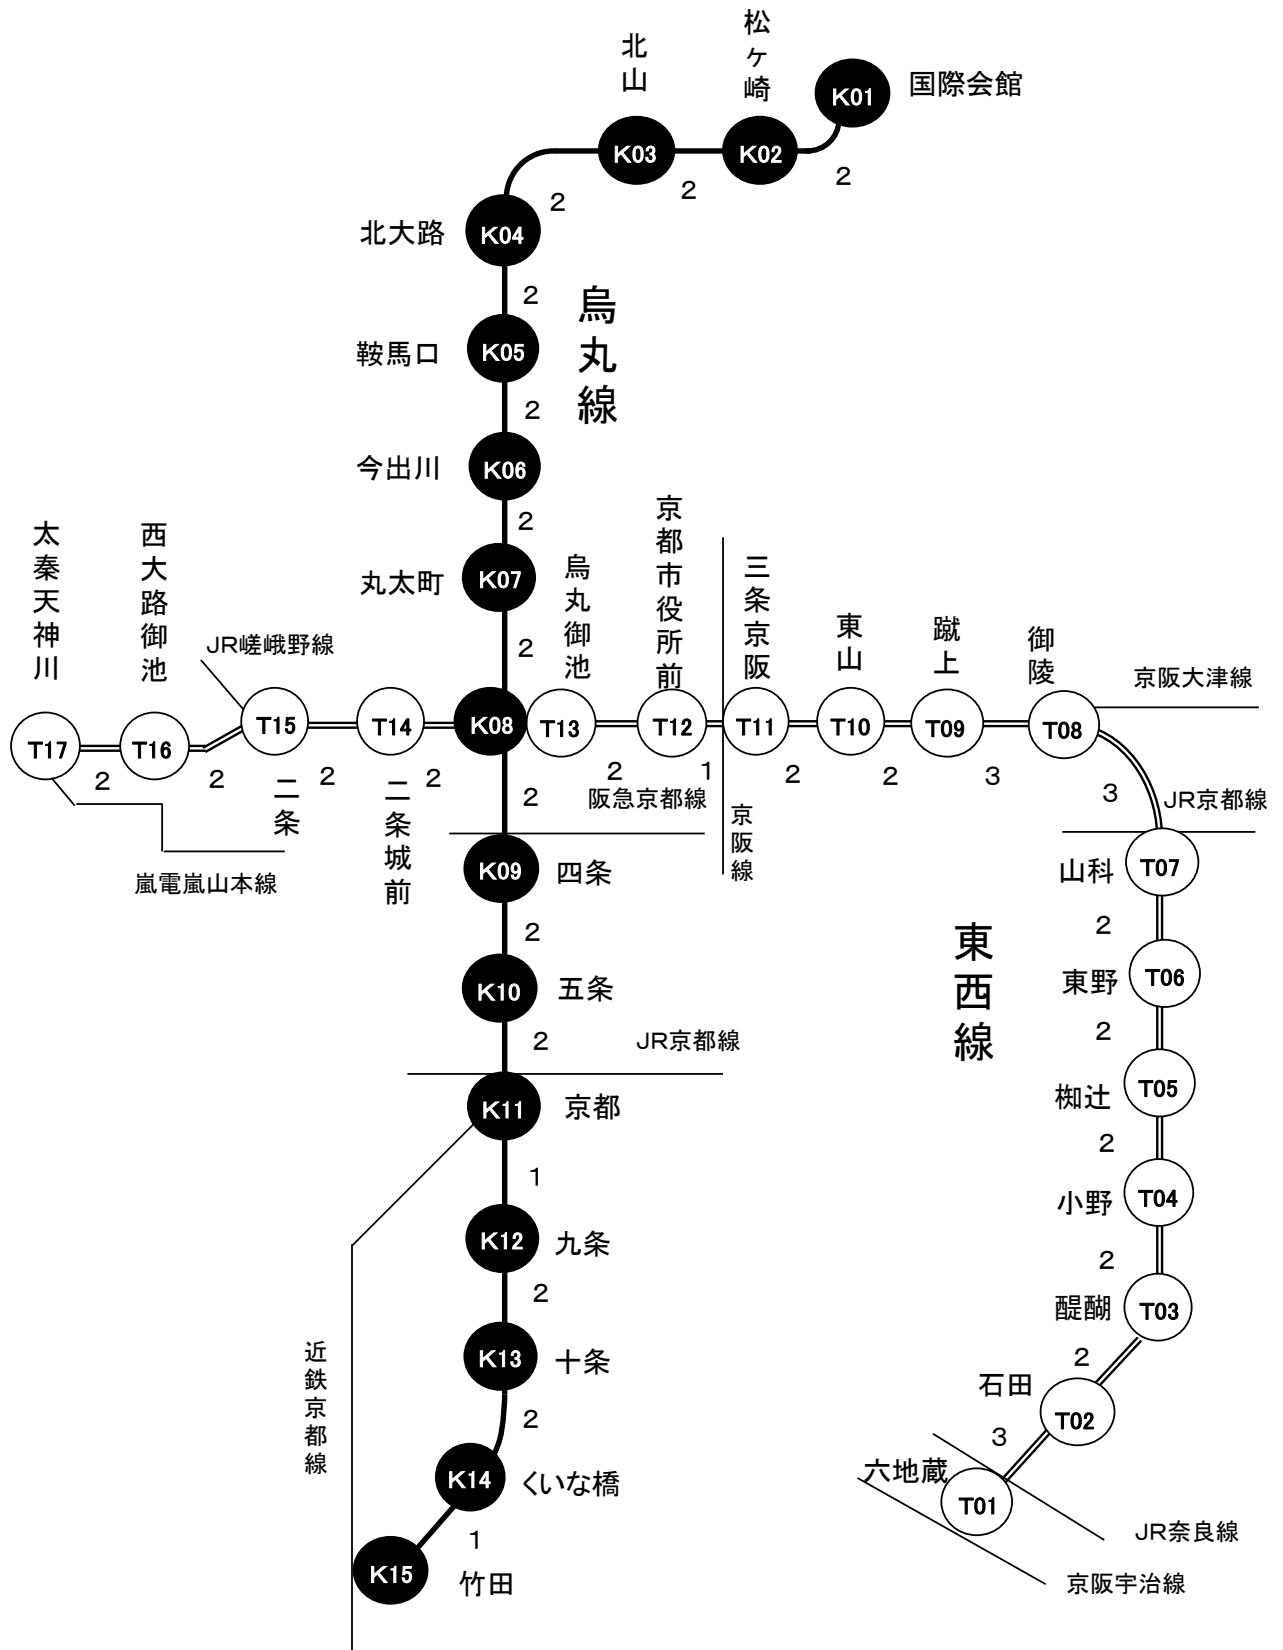 松ヶ崎
北山
K01
国際会館
K03
K02
2
2
2
北大路
K04
2
烏丸線
鞍馬口
K05
2
今出川
K06
2
太秦天神川
西大路御池
丸太町
K07
烏丸御池
京都市役所前
三条京阪
東山
蹴上
御陵
JR嵯峨野線
2
京阪大津線
T17
T16
T15
T14
K08
T13
T12
T11
T10
T09
T08
2
2
2
2
2
2
1
2
2
3
3
二条
二条城前
阪急京都線
京阪線
JR京都線
嵐電嵐山本線
K09
四条
山科
T07
2
東西線
2
K10
五条
東野
T06
2
JR京都線
2
K11
京都
椥辻
T05
1
2
K12
九条
小野
T04
2
2
近鉄京都線
K13
十条
醍醐
T03
2
2
石田
T02
K14
くいな橋
3
六地蔵
T01
1
JR奈良線
K15
竹田
京阪宇治線